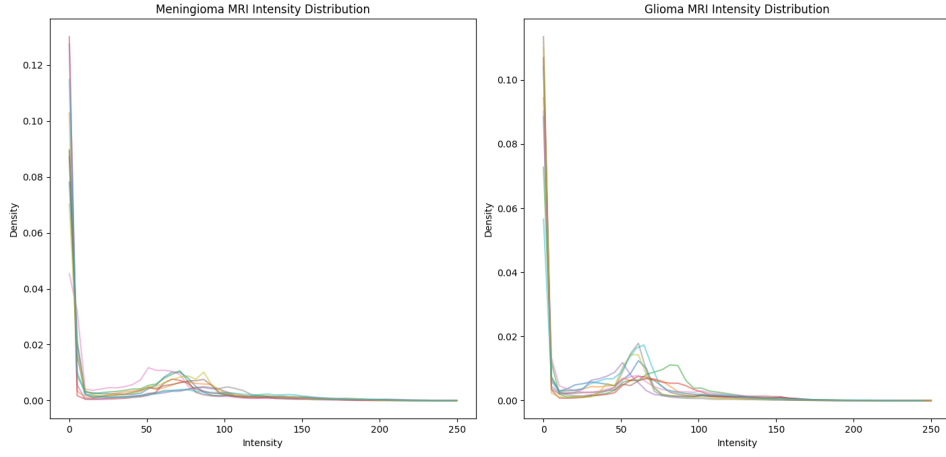 Meningioma MRI Intensity Distribution
0.12
0.10
0.08
0.06
0.04
0.02
0.00
Density
0 50 100 150 200 250
Intensity
Glioma MRI Intensity Distribution
0.10
0.08
0.06
0.04
0.02
0.00
Density
0 50 100 150 200 250
Intensity